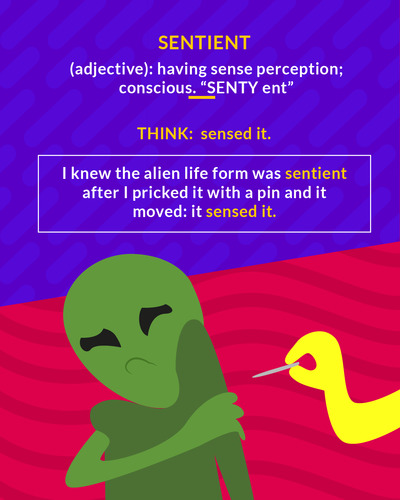 SENTIENT
(adjective): having sense perception;
conscious. “SENTY ent”
THINK: sensed it.
I knew the alien life form was sentient
after I pricked it with a pin and it
moved: it sensed it.